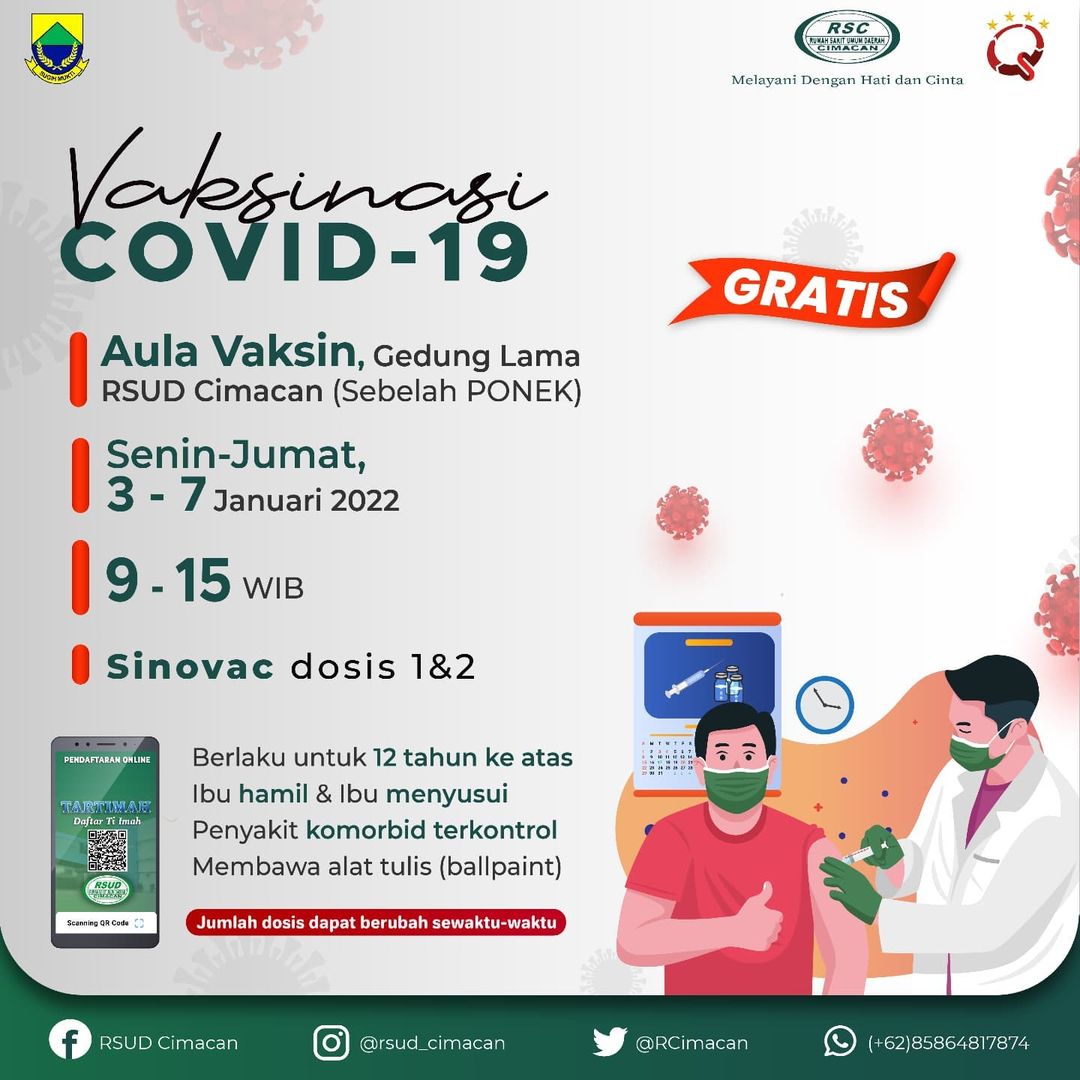 SUGIH MUKTI
RSC
RUMAH SAKIT UMUM DAERAH
CIMACAN
Melayani Dengan Hati dan Cinta
Vaksinasi
COVID-19
GRATIS
Aula Vaksin, Gedung Lama
RSUD Cimacan (Sebelah PONEK)
Senin-Jumat,
3 - 7 Januari 2022
9 - 15 WIB
Sinovac dosis 1&2
PENDAFTARAN ONLINE
TARTIMAH
Daftar Ti Imah
RSUD
CIMACAN
Scanning QR Code
Berlaku untuk 12 tahun ke atas
Ibu hamil & Ibu menyusui
Penyakit komorbid terkontrol
Membawa alat tulis (ballpaint)
Jumlah dosis dapat berubah sewaktu-waktu
RSUD Cimacan
@rsud_cimacan
@RCimacan
(+62)85864817874